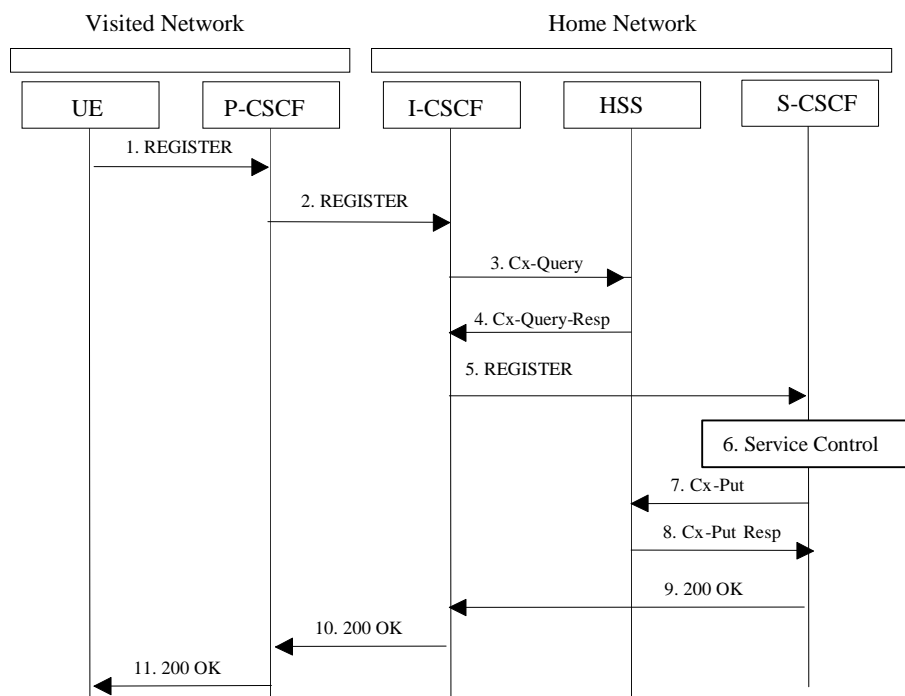 Visited Network
Home Network
UE
P-CSCF
I-CSCF
HSS
S-CSCF
1. REGISTER
2. REGISTER
3. Cx-Query
4. Cx-Query-Resp
5. REGISTER
6. Service Control
7. Cx-Put
8. Cx-Put Resp
9. 200 OK
10. 200 OK
11. 200 OK